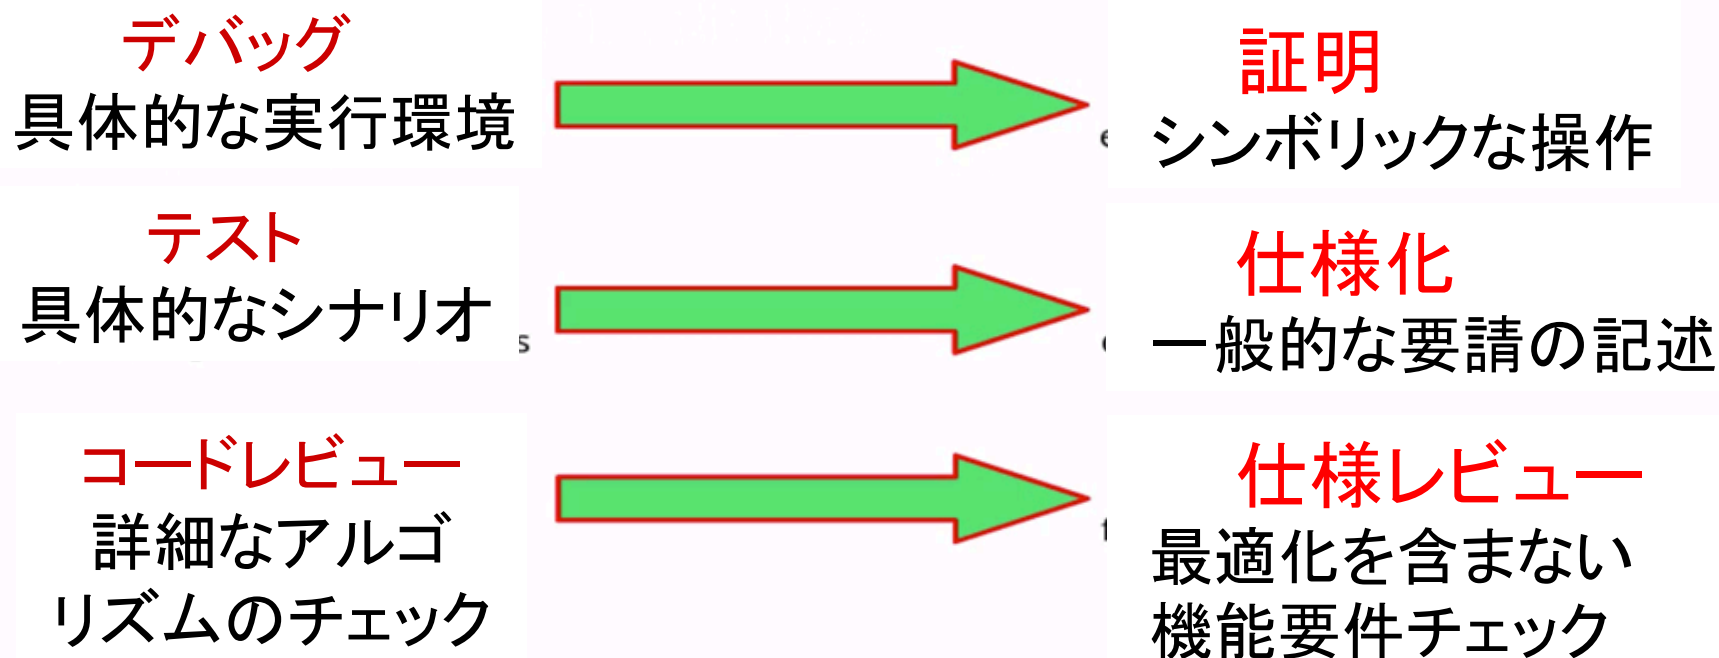 デバッグ
具体的な実行環境
証明
シンボリックな操作
テスト
具体的なシナリオ
s
仕様化
一般的な要請の記述
コードレビュー
詳細なアルゴ
リズムのチェック
仕様レビュー
最適化を含まない
機能要件チェック